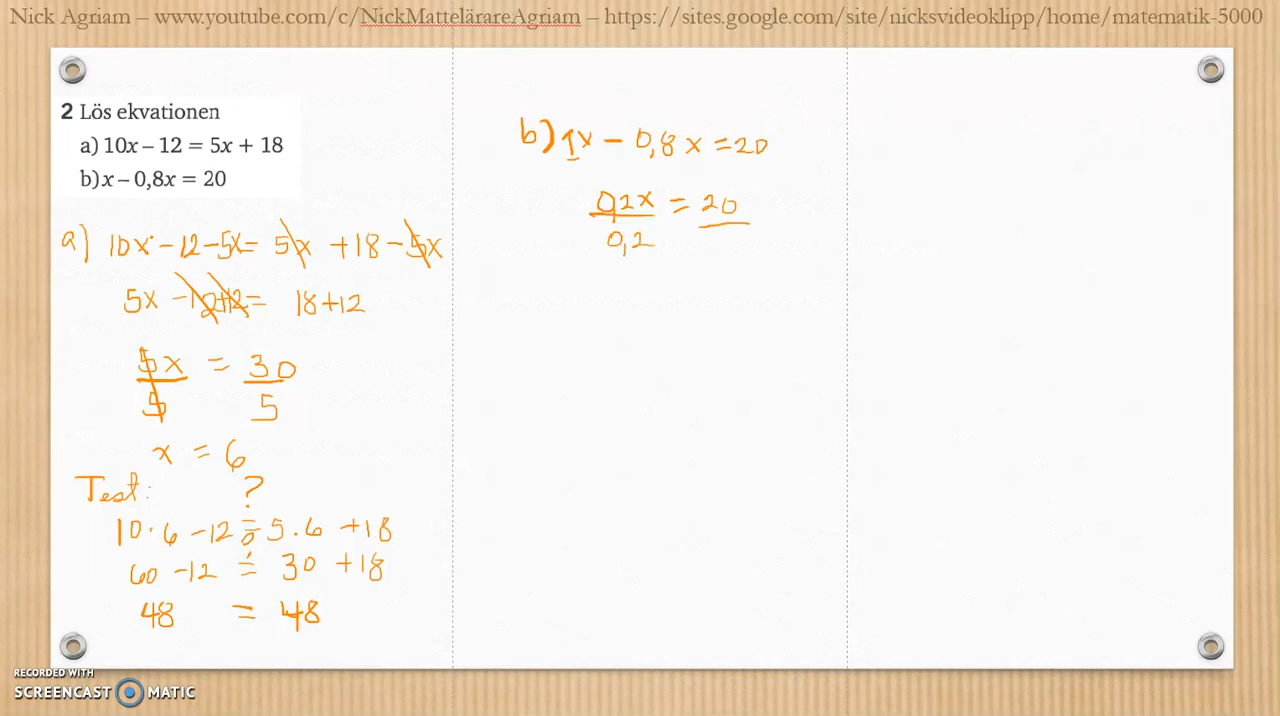 Nick Agriam – www.youtube.com/c/NickMattelärareAgriam – https://sites.google.com/site/nicksvideoklipp/home/matematik-5000
2 Lös ekvationen
a) 10x – 12 = 5x + 18
b) x – 0,8x = 20
a) 10x - 12 - 5x = 5x + 18 - 5x
5x - 12 + 12 = 18 + 12
5x = 30
5 5
x = 6
Test: ?
10 · 6 - 12 = 5 . 6 + 18
?
60 - 12 = 30 + 18
48 = 48
b) 1x - 0,8x = 20
0,2x = 20
0,2
RECORDED WITH
SCREENCAST MATIC